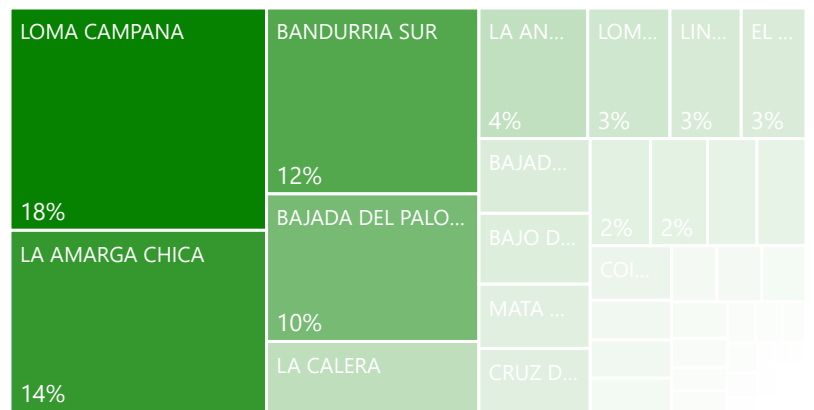 LOMA CAMPANA
18%
LA AMARGA CHICA
14%
BANDURRIA SUR
12%
BAJADA DEL PALO...
10%
LA CALERA
LA AN...
4%
LOM...
3%
LIN...
3%
EL ...
3%
BAJAD...
BAJO D...
MATA ...
CRUZ D...
2%
2%
COI...